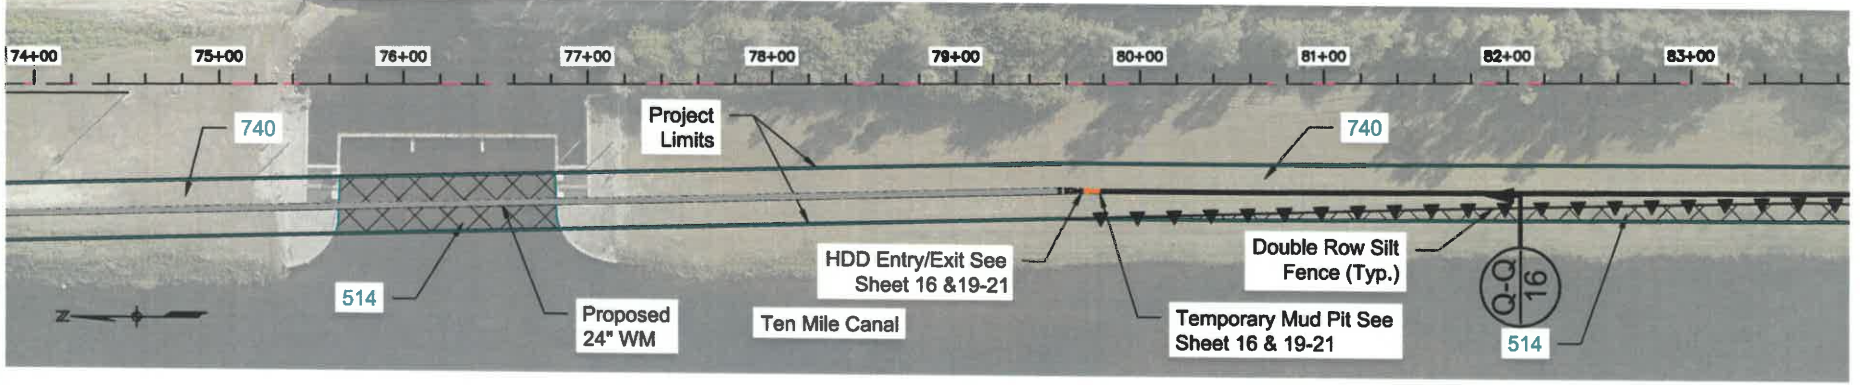 74+00
75+00
76+00
77+00
78+00
79+00
80+00
81+00
82+00
83+00
740
Project
Limits
740
HDD Entry/Exit See
Sheet 16 &19-21
Double Row Silt
Fence (Typ.)
Q-Q
16
514
Proposed
24" WM
Ten Mile Canal
Temporary Mud Pit See
Sheet 16 & 19-21
514
Z